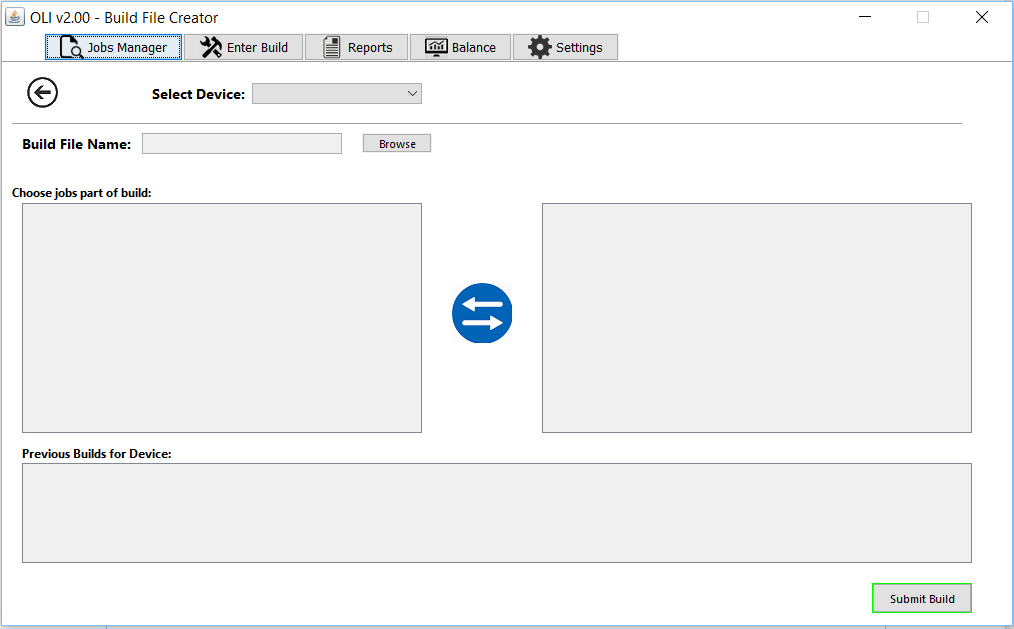 OLI v2.00 - Build File Creator
Jobs Manager Enter Build Reports Balance Settings
Select Device:
Build File Name: Browse
Choose jobs part of build:
Previous Builds for Device:
Submit Build